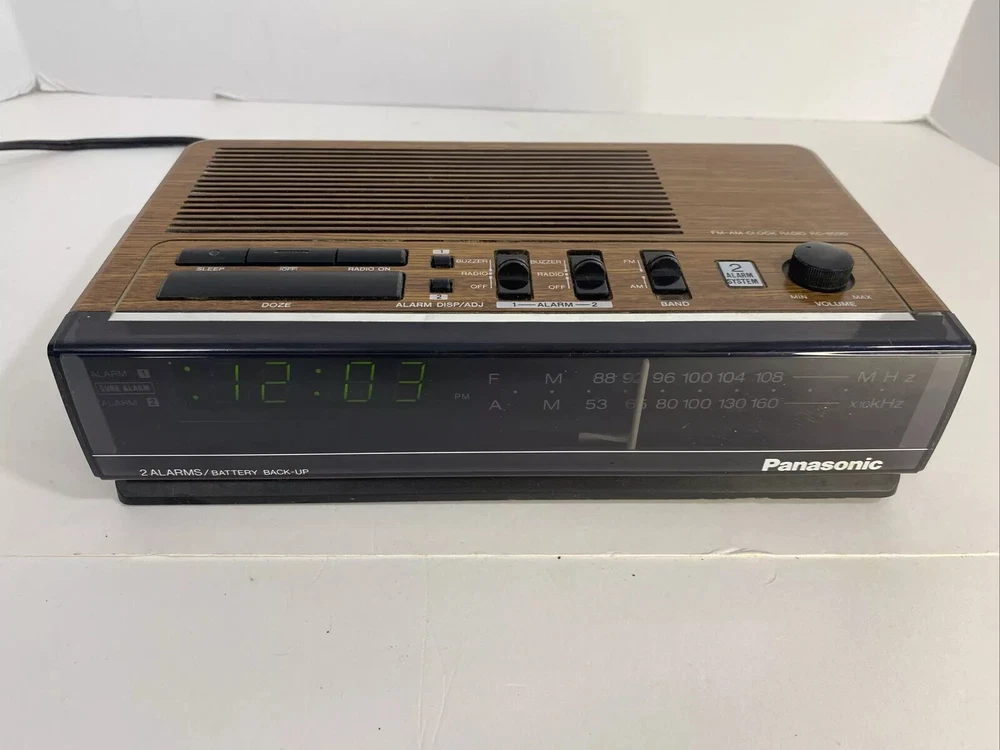 FM-AM CLOCK RADIO
SLEEP OFF RADIO ON
DOZE
1
2
ALARM DISP/ADJ
BUZZER
RADIO
OFF
BUZZER
RADIO
OFF
1 ALARM 2
FM
AM
BAND
2
ALARM
SYSTEM
MIN MAX
VOLUME
ALARM 1
SURE ALARM
ALARM 2
:12:03
PM
F M 88 92 96 100 104 108 MHz
A M 53 65 80 100 130 160 x10kHz
2 ALARMS/BATTERY BACK-UP
Panasonic